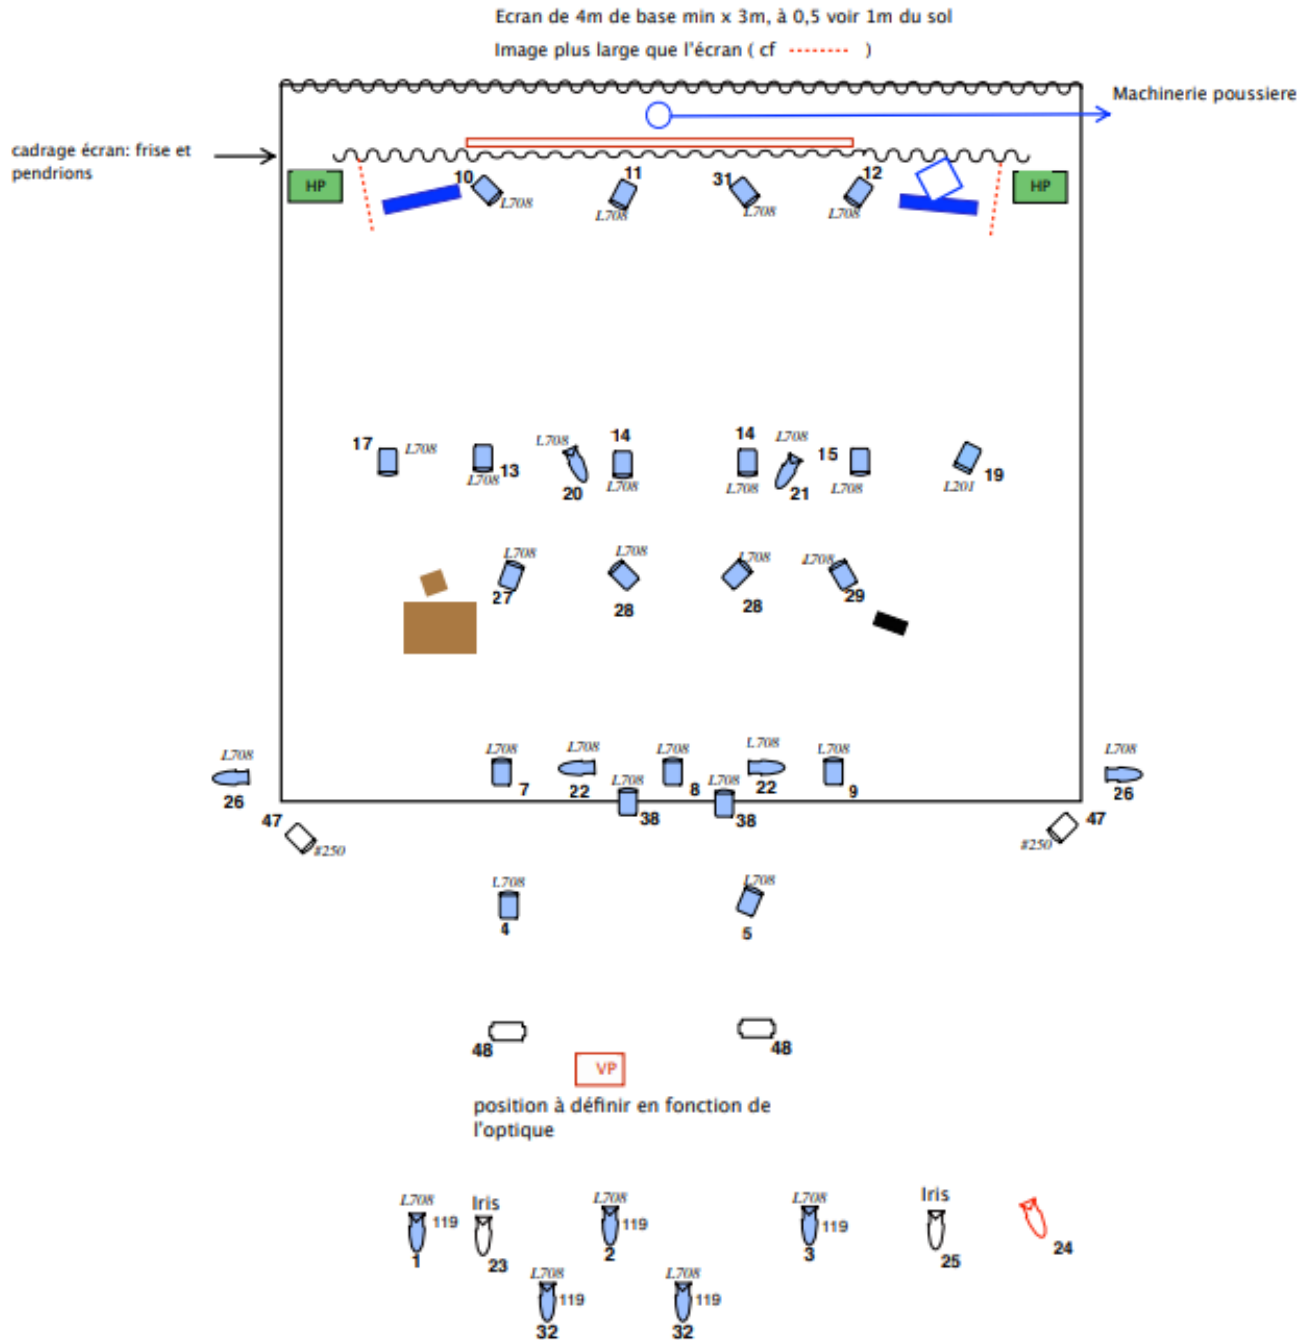 Ecran de 4m de base min x 3m, à 0,5 voir 1m du sol
Image plus large que l'écran ( cf ········ )
Machinerie poussiere
cadrage écran: frise et
pendrions
HP
10
L708
11
L708
31
L708
12
L708
HP
17
L708
L708
13
L708
20
14
L708
14
L708
L708
21
15
L708
19
L201
L708
27
L708
28
L708
28
L708
29
L708
26
L708
7
L708
22
L708
38
L708
8
38
L708
22
L708
9
L708
26
47
#250
47
#250
L708
4
L708
5
48
48
VP
position à définir en fonction de
l'optique
L708
119
1
Iris
23
L708
119
2
L708
119
3
Iris
25
24
L708
119
32
L708
119
32